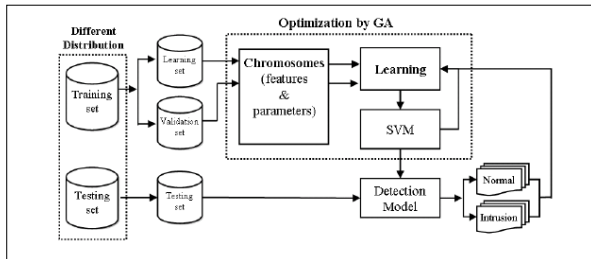 Different
Distribution
Optimization by GA
Training
set
Learning
set
Validation
set
Chromosomes
(features
&
parameters)
Learning
SVM
Testing
set
Testing
set
Detection
Model
Normal
Intrusion